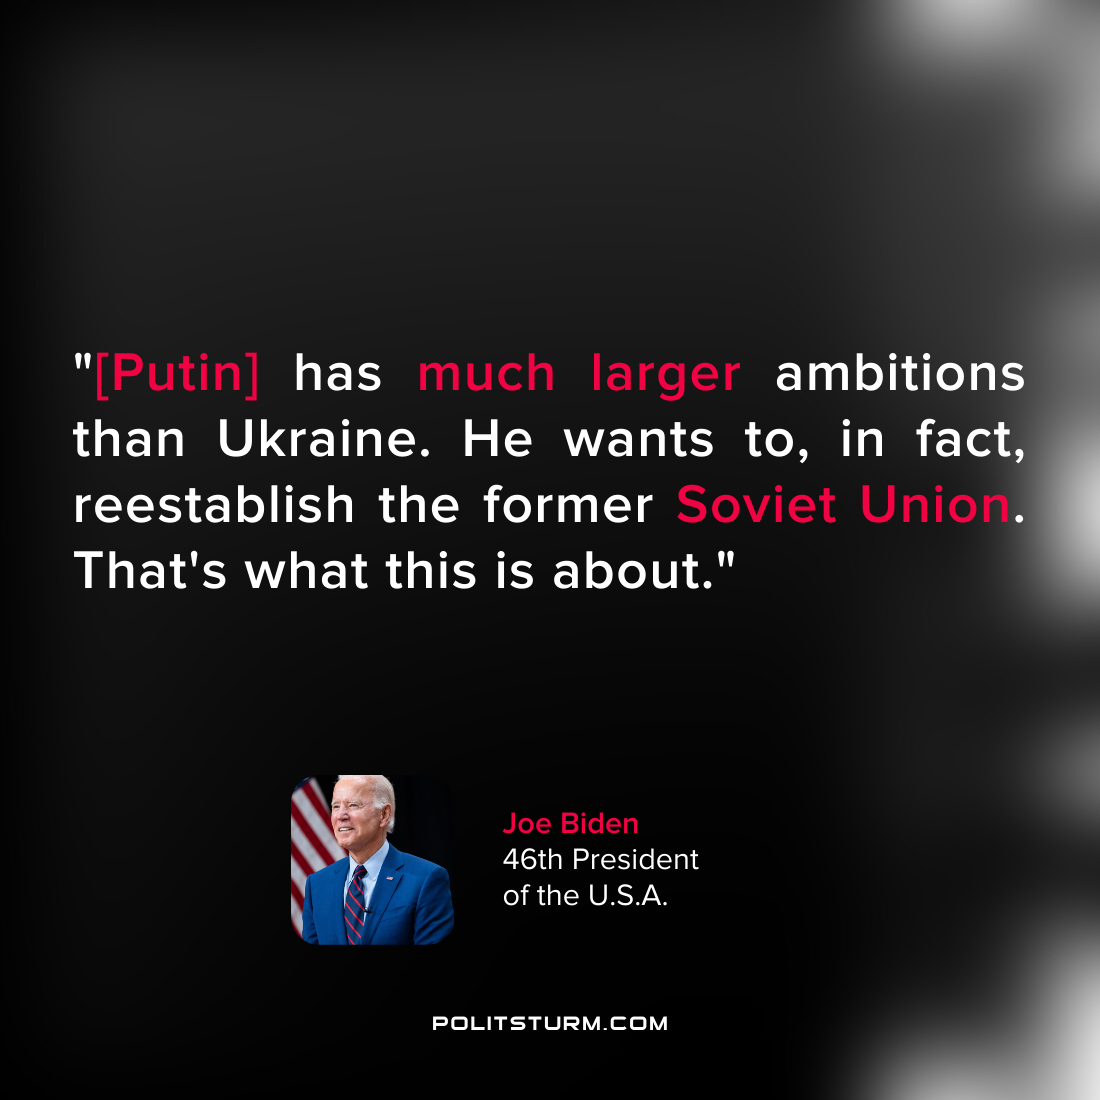 "[Putin] has much larger ambitions
than Ukraine. He wants to, in fact,
reestablish the former Soviet Union.
That's what this is about."
Joe Biden
46th President
of the U.S.A.
POLITSTURM.COM